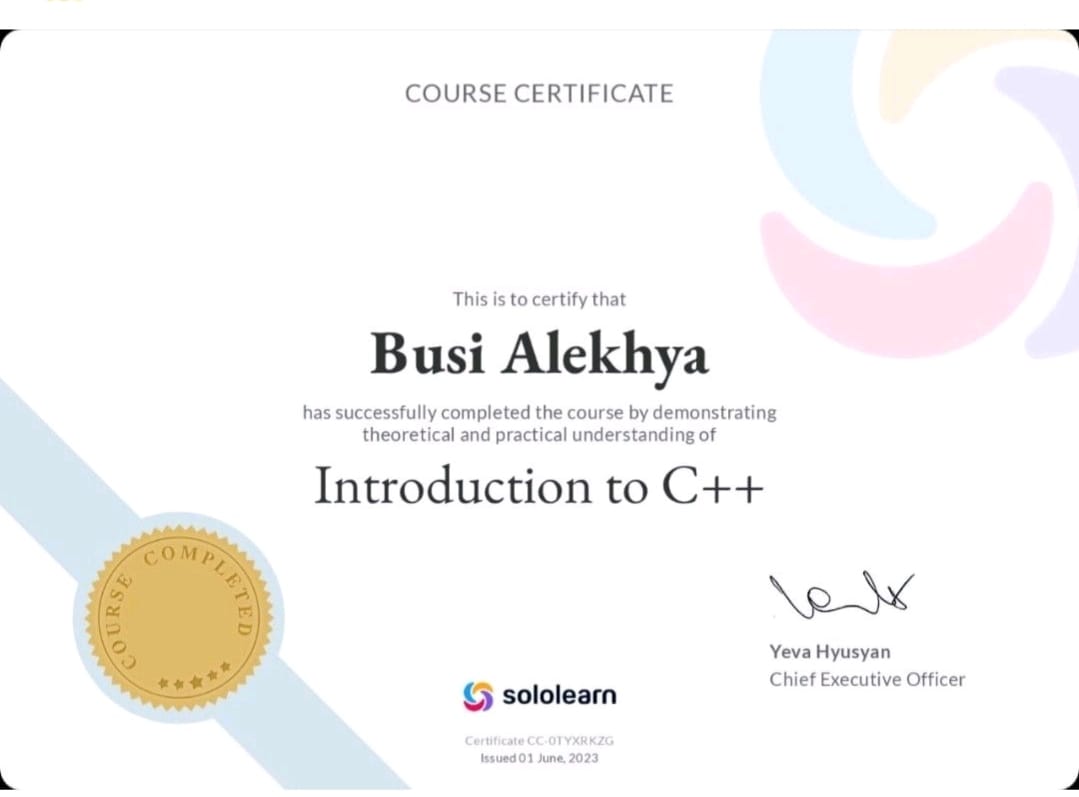 COURSE CERTIFICATE
This is to certify that
Busi Alekhya
has successfully completed the course by demonstrating
theoretical and practical understanding of
Introduction to C++
COURSE COMPLETED
Yeva Hyusyan
Chief Executive Officer
sololearn
Certificate CC-0TYXRKZG
Issued 01 June, 2023